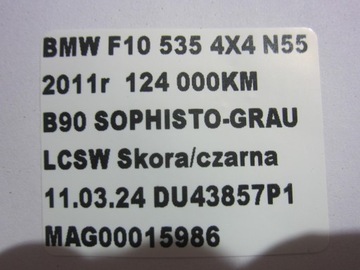 BMW F10 535 4X4 N55
2011r 124 000KM
B90 SOPHISTO-GRAU
LCSW Skora/czarna
11.03.24 DU43857P1
MAG00015986